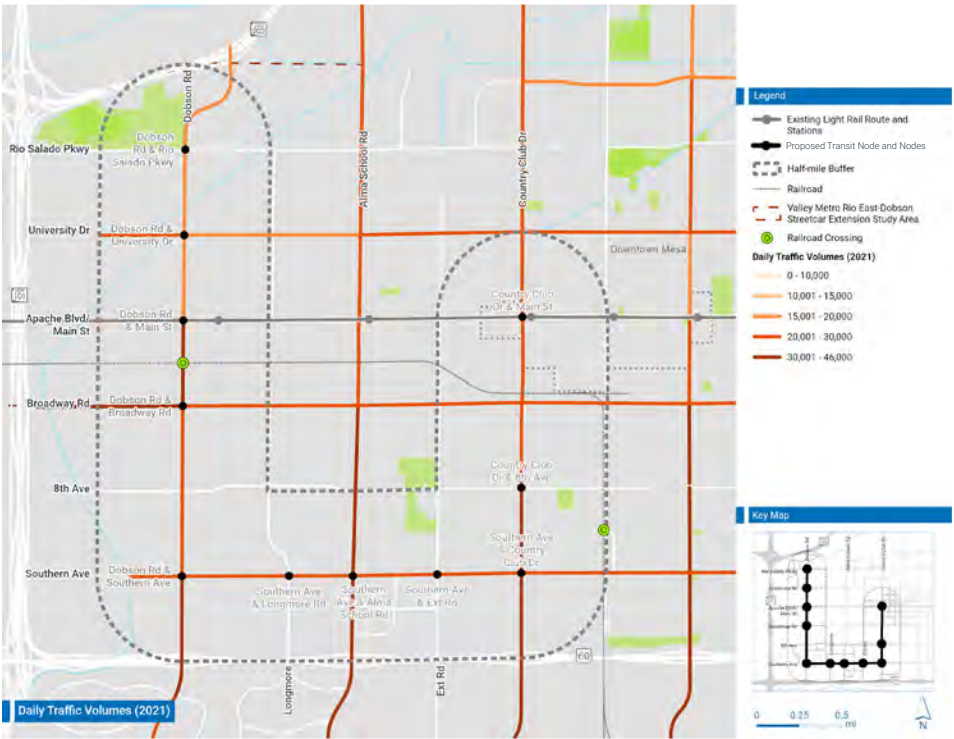 Dobson Rd
Alma School Rd
Country Club Dr
Dobson
Rd & Rio
Salado Pkwy
Rio Salado Pkwy
University Dr
Dobson Rd &
University Dr
Downtown Mesa
101
Apache Blvd/
Main St
Dobson Rd
& Main St
Country Club
Dr & Main St
Broadway Rd
Dobson Rd &
Broadway Rd
8th Ave
Country Club
Dr & 8th Ave
Southern Ave
& Country
Club Dr
Southern Ave
Dobson Rd &
Southern Ave
Southern Ave
& Longmore Rd
Southern
Ave & Alma
School Rd
Southern Ave
& Ext Rd
60
Longmore
Ext Rd
Daily Traffic Volumes (2021)
Legend
Existing Light Rail Route and
Stations
Proposed Transit Node and Nodes
Half-mile Buffer
Railroad
Valley Metro Rio East-Dobson
Streetcar Extension Study Area
Railroad Crossing
Daily Traffic Volumes (2021)
0 - 10,000
10,001 - 15,000
15,001 - 20,000
20,001 - 30,000
30,001 - 46,000
Key Map
0 0.25 0.5
mi
N